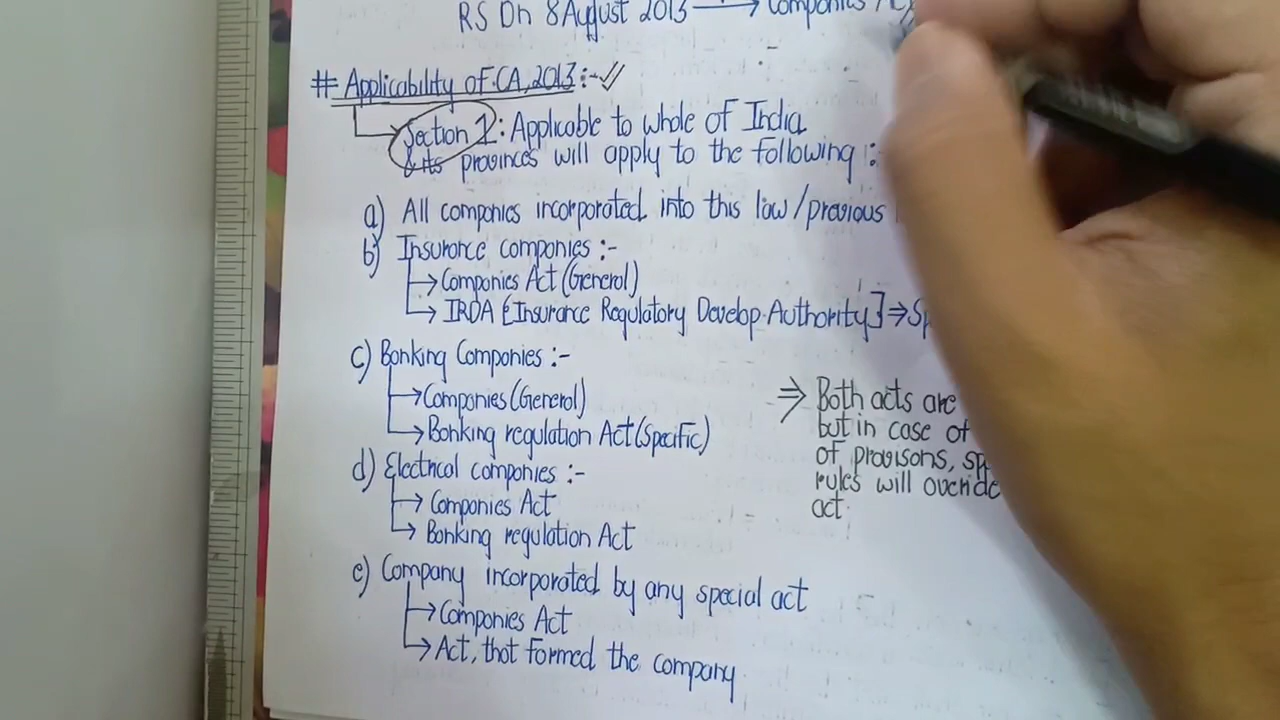 RS On 8 August 2013 → Companies
# Applicability of CA, 2013 :-
Section 1: Applicable to whole of India
& its provinces will apply to the following :
a) All companies incorporated into this law/previous
b) Insurance companies :-
→ Companies Act (General)
→ IRDA [Insurance Regulatory Develop. Authority] ⇒
c) Banking Companies :-
→ Companies (General)
→ Banking regulation Act (Specific)
d) Electrical companies :-
→ Companies Act
→ Banking regulation Act
e) Company incorporated by any special act
→ Companies Act
→ Act, that formed the company
⇒ Both acts are
but in case of
of provisons,
rules will override
act.